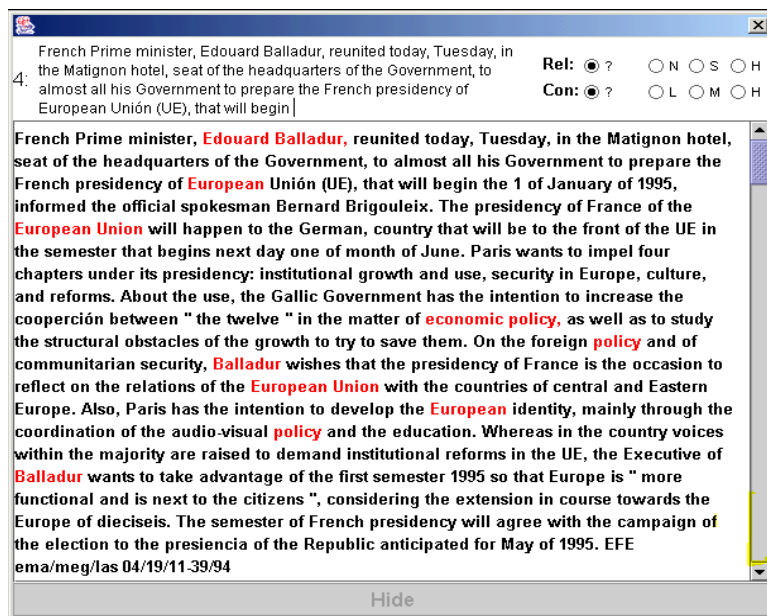 French Prime minister, Edouard Balladur, reunited today, Tuesday, in
4: the Matignon hotel, seat of the headquarters of the Government, to
almost all his Government to prepare the French presidency of
European Unión (UE), that will begin
Rel: ? N S H
Con: ? L M H
French Prime minister, Edouard Balladur, reunited today, Tuesday, in the Matignon hotel,
seat of the headquarters of the Government, to almost all his Government to prepare the
French presidency of European Unión (UE), that will begin the 1 of January of 1995,
informed the official spokesman Bernard Brigouleix. The presidency of France of the
European Union will happen to the German, country that will be to the front of the UE in
the semester that begins next day one of month of June. Paris wants to impel four
chapters under its presidency: institutional growth and use, security in Europe, culture,
and reforms. About the use, the Gallic Government has the intention to increase the
cooperción between " the twelve " in the matter of economic policy, as well as to study
the structural obstacles of the growth to try to save them. On the foreign policy and of
communitarian security, Balladur wishes that the presidency of France is the occasion to
reflect on the relations of the European Union with the countries of central and Eastern
Europe. Also, Paris has the intention to develop the European identity, mainly through the
coordination of the audio-visual policy and the education. Whereas in the country voices
within the majority are raised to demand institutional reforms in the UE, the Executive of
Balladur wants to take advantage of the first semester 1995 so that Europe is " more
functional and is next to the citizens ", considering the extension in course towards the
Europe of dieciseis. The semester of French presidency will agree with the campaign of
the election to the presiencia of the Republic anticipated for May of 1995. EFE
ema/meg/las 04/19/11-39/94
Hide